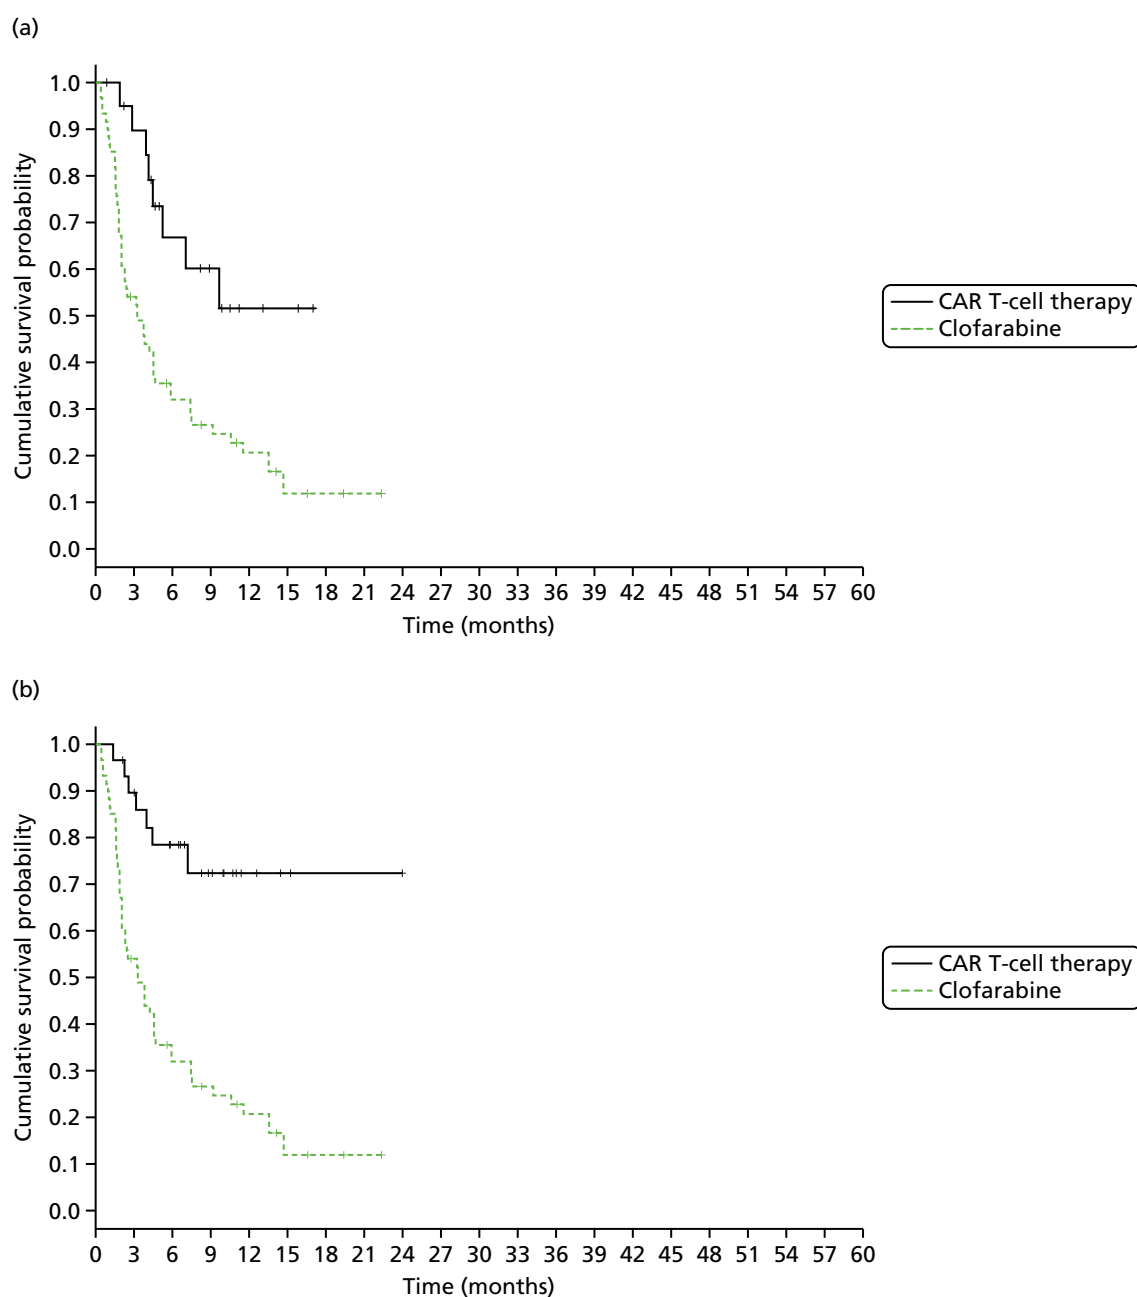 (a)
1.0
0.9
0.8
0.7
0.6
0.5
0.4
0.3
0.2
0.1
0.0
Cumulative survival probability
0 3 6 9 12 15 18 21 24 27 30 33 36 39 42 45 48 51 54 57 60
Time (months)
CAR T-cell therapy
Clofarabine
(b)
1.0
0.9
0.8
0.7
0.6
0.5
0.4
0.3
0.2
0.1
0.0
Cumulative survival probability
0 3 6 9 12 15 18 21 24 27 30 33 36 39 42 45 48 51 54 57 60
Time (months)
CAR T-cell therapy
Clofarabine